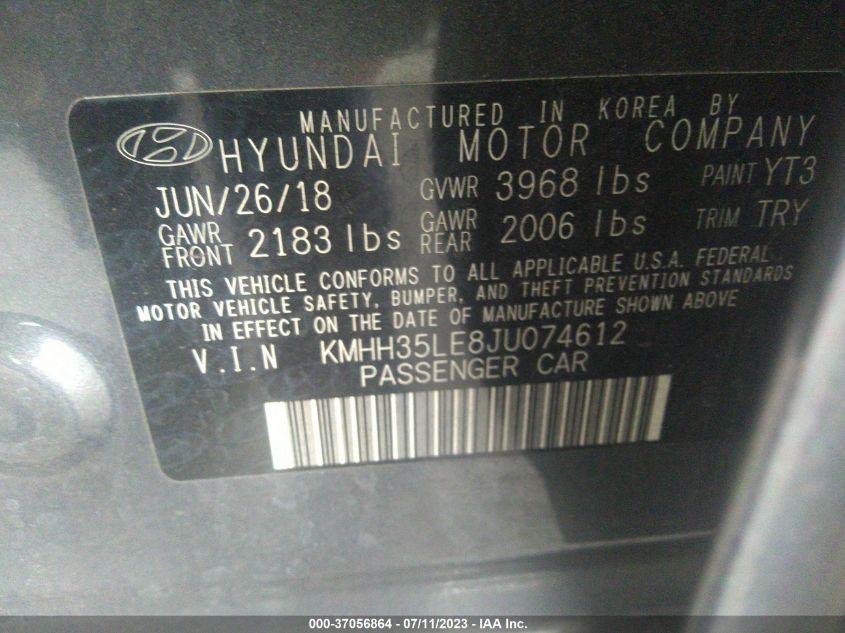 MANUFACTURED IN KOREA BY
HYUNDAI MOTOR COMPANY
JUN/26/18 GVWR 3968 lbs PAINT YT3
GAWR FRONT 2183 lbs GAWR REAR 2006 lbs TRIM TRY
THIS VEHICLE CONFORMS TO ALL APPLICABLE U.S.A. FEDERAL
MOTOR VEHICLE SAFETY, BUMPER, AND THEFT PREVENTION STANDARDS
IN EFFECT ON THE DATE OF MANUFACTURE SHOWN ABOVE
V.I.N KMHH35LE8JU074612
PASSENGER CAR
000-37056864 - 07/11/2023 - IAA Inc.